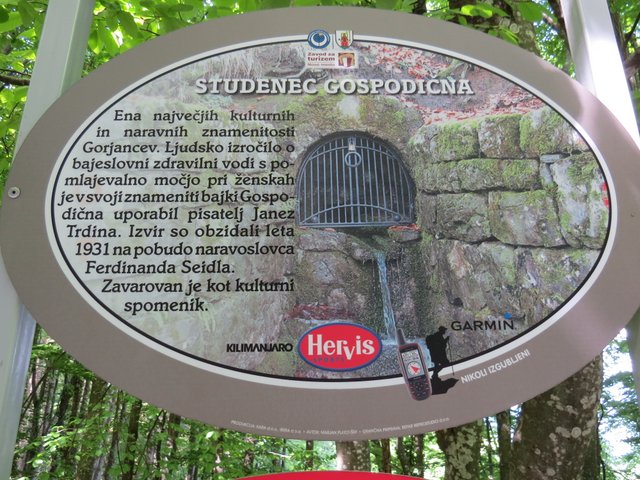 Zavod za
turizem
STUDENEC GOSPODIČNA
Ena največjih kulturnih
in naravnih znamenitosti
Gorjancev. Ljudsko izročilo o
bajeslovni zdravilni vodi s po-
mlajevalno močjo pri ženskah
je v svoji znameniti bajki Gospo-
dična uporabil pisatelj Janez
Trdina. Izvir so obzidali leta
1931 na pobudo naravoslovca
Ferdinanda Seidla.
Zavarovan je kot kulturni
spomenik.
KILIMANJARO
Hervis
SPORTS
GARMIN
NIKOLI IZGUBLJENI